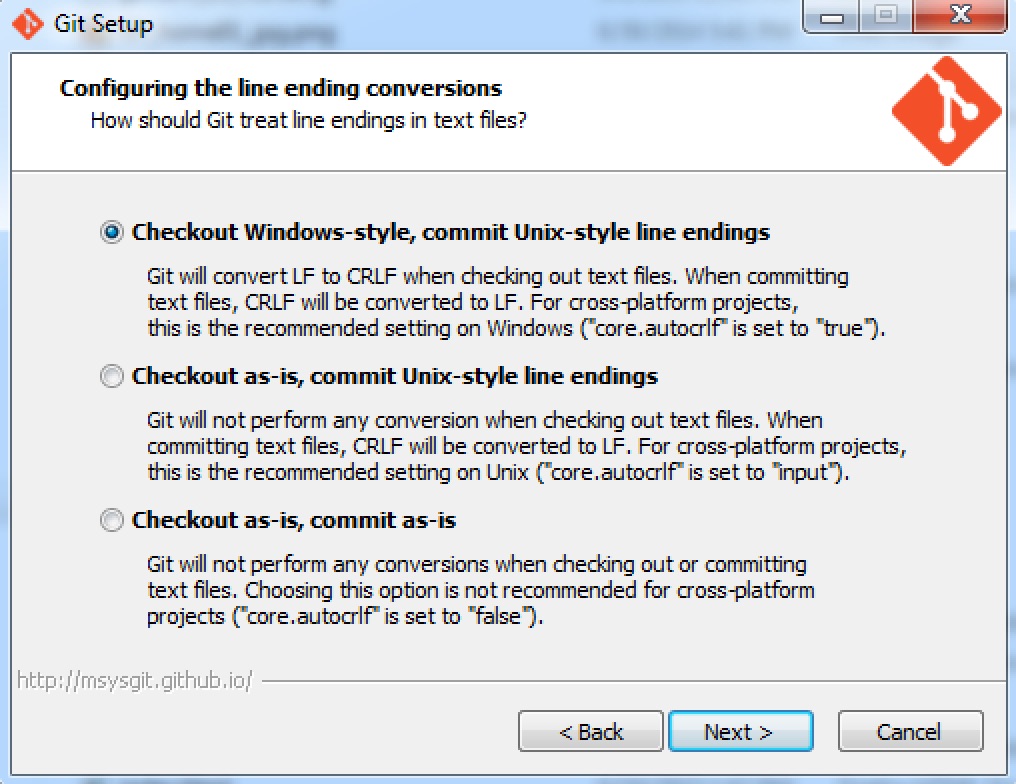 Git Setup
Configuring the line ending conversions
How should Git treat line endings in text files?
Checkout Windows-style, commit Unix-style line endings
Git will convert LF to CRLF when checking out text files. When committing
text files, CRLF will be converted to LF. For cross-platform projects,
this is the recommended setting on Windows ("core.autocrlf" is set to "true").
Checkout as-is, commit Unix-style line endings
Git will not perform any conversion when checking out text files. When
committing text files, CRLF will be converted to LF. For cross-platform projects,
this is the recommended setting on Unix ("core.autocrlf" is set to "input").
Checkout as-is, commit as-is
Git will not perform any conversions when checking out or committing
text files. Choosing this option is not recommended for cross-platform
projects ("core.autocrlf" is set to "false").
http://msysgit.github.io/
< Back
Next >
Cancel